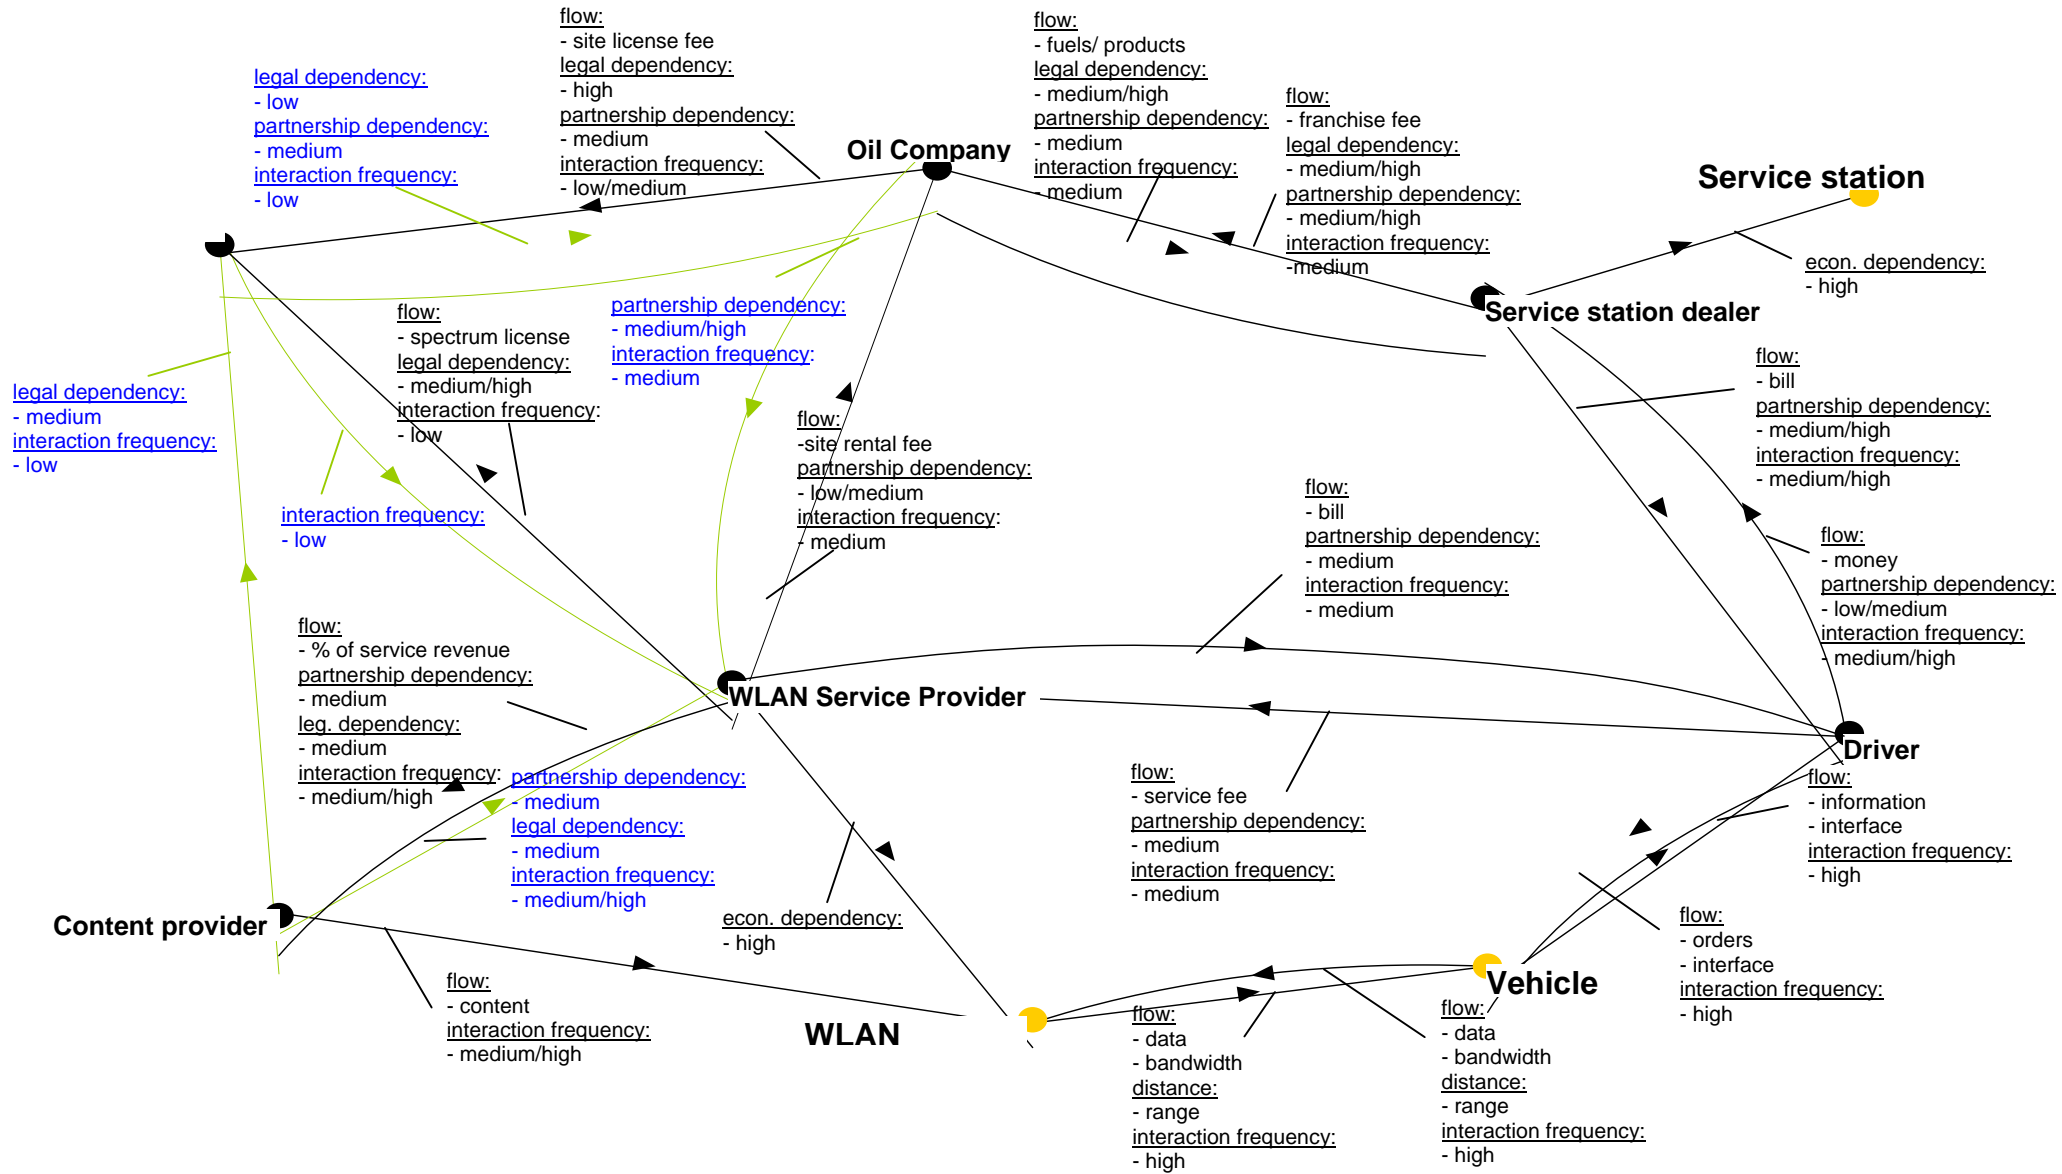 flow:
- site license fee
legal dependency:
- high
partnership dependency:
- medium
interaction frequency:
- low/medium
flow:
- fuels/ products
legal dependency:
- medium/high
partnership dependency:
- medium
interaction frequency:
- medium
legal dependency:
- low
partnership dependency:
- medium
interaction frequency:
- low
flow:
- franchise fee
legal dependency:
- medium/high
partnership dependency:
- medium/high
interaction frequency:
-medium
Oil Company
Service station
econ. dependency:
- high
Service station dealer
flow:
- spectrum license
legal dependency:
- medium/high
interaction frequency:
- low
partnership dependency:
- medium/high
interaction frequency:
- medium
legal dependency:
- medium
interaction frequency:
- low
flow:
- bill
partnership dependency:
- medium/high
interaction frequency:
- medium/high
flow:
-site rental fee
partnership dependency:
- low/medium
interaction frequency:
- medium
interaction frequency:
- low
flow:
- bill
partnership dependency:
- medium
interaction frequency:
- medium
flow:
- money
partnership dependency:
- low/medium
interaction frequency:
- medium/high
flow:
- % of service revenue
partnership dependency:
- medium
leg. dependency:
- medium
interaction frequency:
- medium/high
WLAN Service Provider
Driver
partnership dependency:
- medium
legal dependency:
- medium
interaction frequency:
- medium/high
flow:
- service fee
partnership dependency:
- medium
interaction frequency:
- medium
flow:
- information
- interface
interaction frequency:
- high
Content provider
econ. dependency:
- high
flow:
- orders
- interface
interaction frequency:
- high
flow:
- content
interaction frequency:
- medium/high
WLAN
Vehicle
flow:
- data
- bandwidth
distance:
- range
interaction frequency:
- high
flow:
- data
- bandwidth
distance:
- range
interaction frequency:
- high